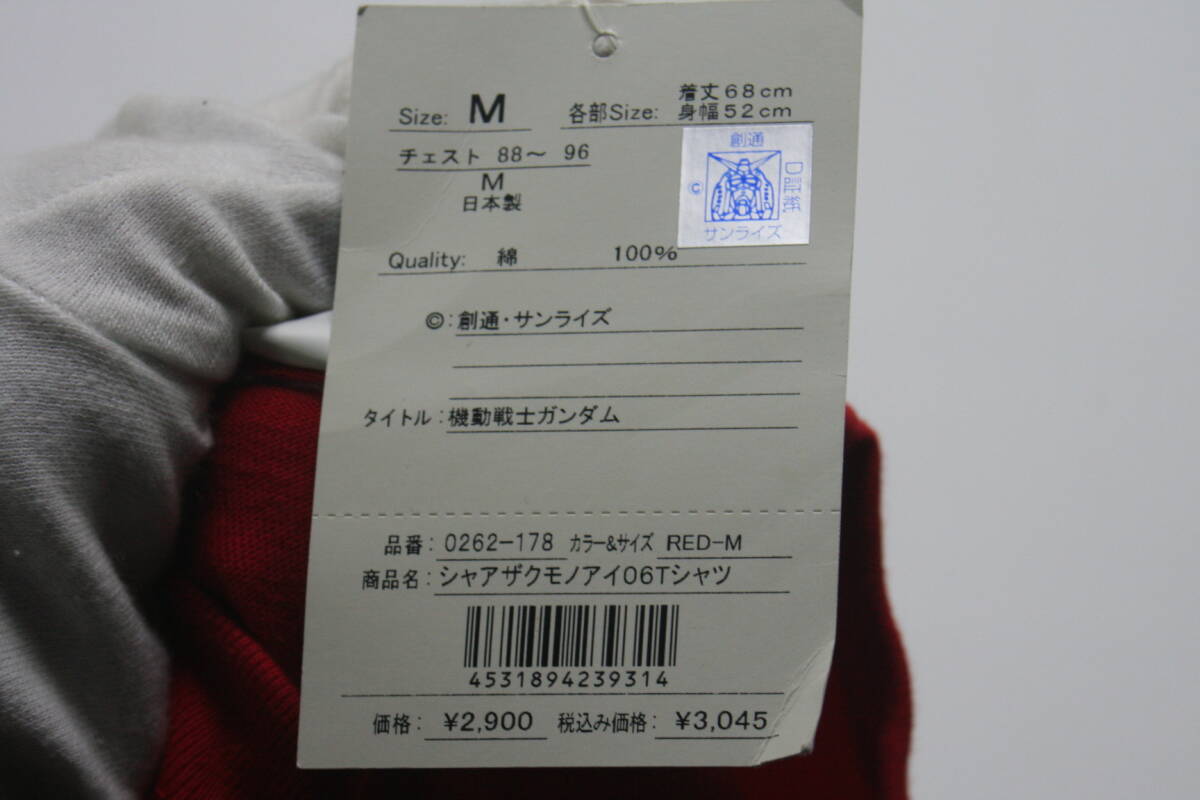 Size: M 各部Size: 着丈68cm
身幅52cm
チェスト 88～ 96
M
日本製
創通
©
D証紙
サンライズ
Quality: 綿 100%
©:創通・サンライズ
タイトル:機動戦士ガンダム
品番: 0262-178 カラー&サイズ RED-M
商品名:シャアザクモノアイ06Tシャツ
4531894239314
価格: ¥2,900 税込み価格: ¥3,045